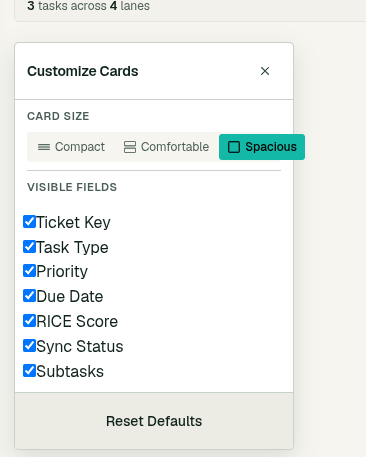 3 tasks across 4 lanes
Customize Cards
CARD SIZE
Compact Comfortable Spacious
VISIBLE FIELDS
Ticket Key
Task Type
Priority
Due Date
RICE Score
Sync Status
Subtasks
Reset Defaults